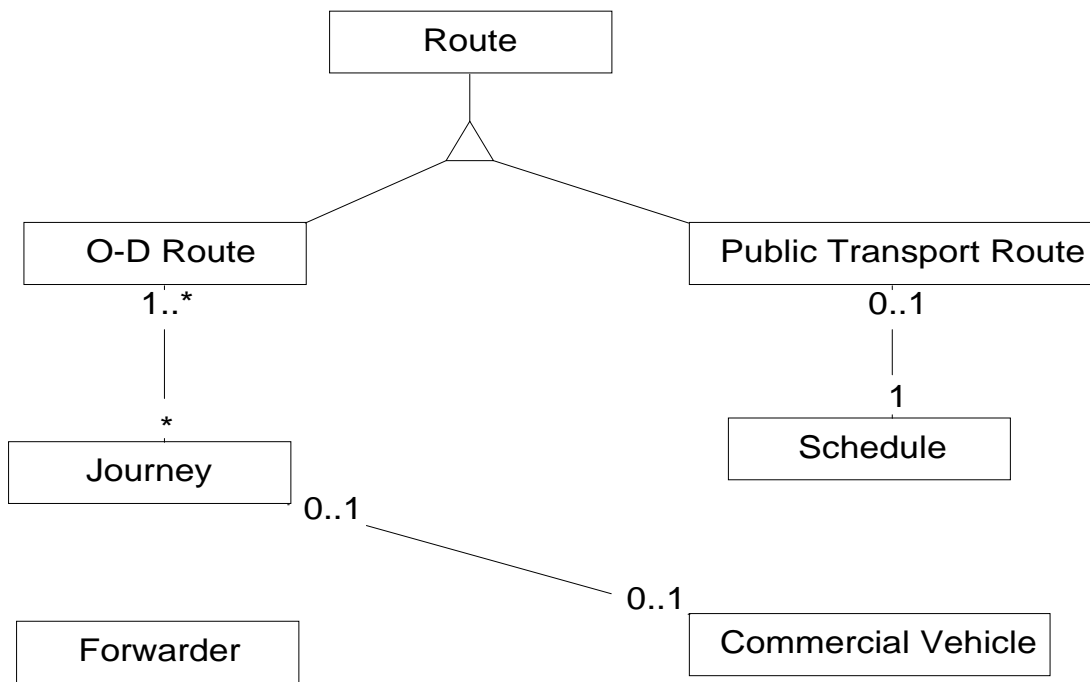 Route
O-D Route
Public Transport Route
1..*
0..1
*
1
Journey
Schedule
0..1
0..1
Forwarder
Commercial Vehicle